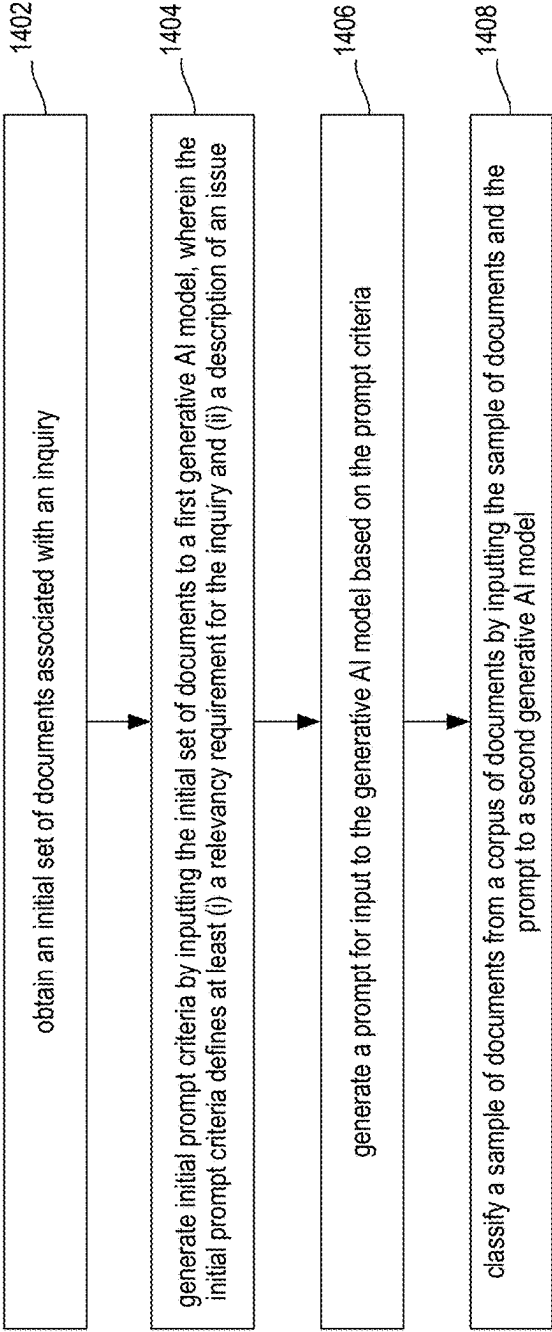 1402
obtain an initial set of documents associated with an inquiry
1404
generate initial prompt criteria by inputting the initial set of documents to a first generative AI model, wherein the
initial prompt criteria defines at least (i) a relevancy requirement for the inquiry and (ii) a description of an issue
1406
generate a prompt for input to the generative AI model based on the prompt criteria
1408
classify a sample of documents from a corpus of documents by inputting the sample of documents and the
prompt to a second generative AI model